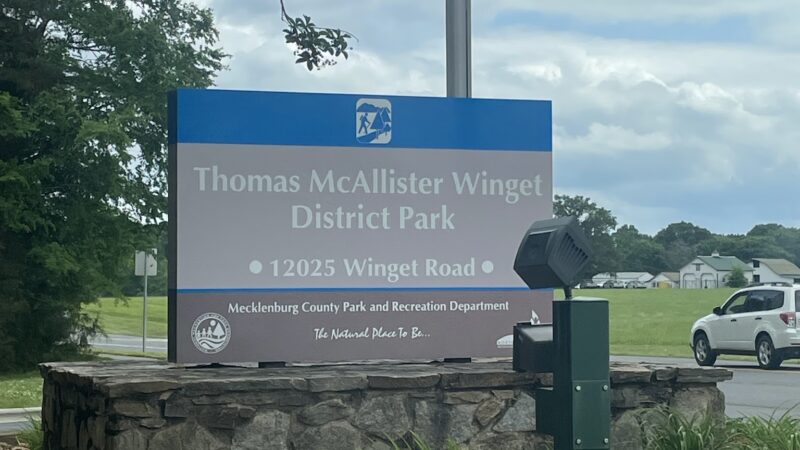 Thomas McAllister Winget
District Park
• 12025 Winget Road •
Mecklenburg County Park and Recreation Department
The Natural Place To Be...